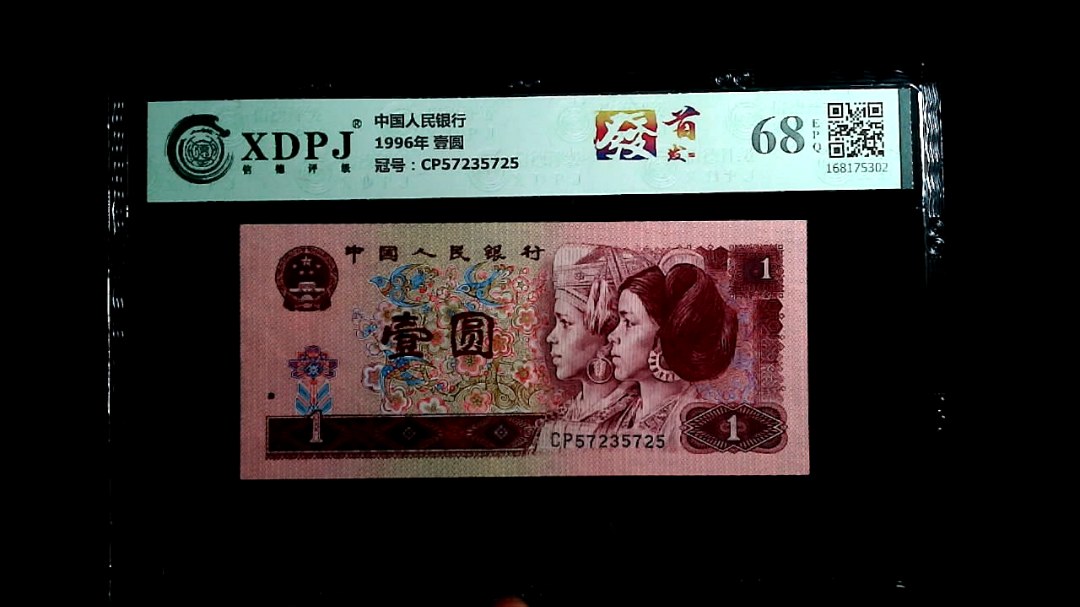 XDPJ®
信德评级
中国人民银行
1996年 壹圆
冠号：CP57235725
發
首发
68
EPQ
168175302
中国人民银行
1
壹圆
1
CP57235725
1